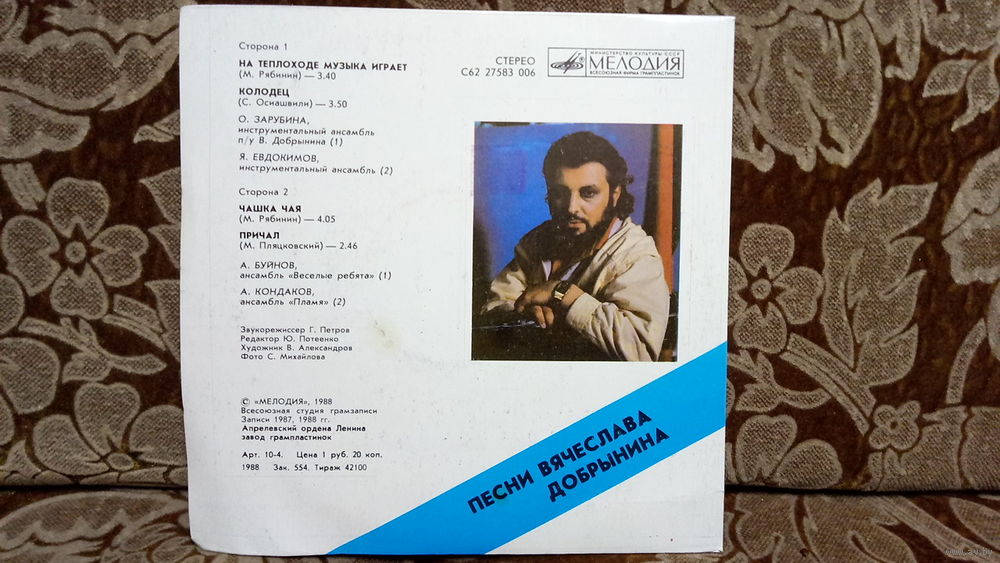 Сторона 1
НА ТЕПЛОХОДЕ МУЗЫКА ИГРАЕТ
(М. Рябинин) — 3.40
КОЛОДЕЦ
(С. Осиашвили) — 3.50
О. ЗАРУБИНА,
инструментальный ансамбль
п/у В. Добрынина (1)
Я. ЕВДОКИМОВ,
инструментальный ансамбль (2)
Сторона 2
ЧАШКА ЧАЯ
(М. Рябинин) — 4.05
ПРИЧАЛ
(М. Пляцковский) — 2.46
А. БУЙНОВ,
ансамбль «Веселые ребята» (1)
А. КОНДАКОВ,
ансамбль «Пламя» (2)
Звукорежиссер Г. Петров
Редактор Ю. Потеенко
Художник В. Александров
Фото С. Михайлова
© «МЕЛОДИЯ», 1988
Всесоюзная студия грамзаписи
Записи 1987, 1988 гг.
Апрелевский ордена Ленина
завод грампластинок
Арт. 10-4. Цена 1 руб. 20 коп.
1988 Зак. 554. Тираж 42100
СТЕРЕО
С62 27583 006
МИНИСТЕРСТВО КУЛЬТУРЫ СССР
МЕЛОДИЯ
ВСЕСОЮЗНАЯ ФИРМА ГРАМПЛАСТИНОК
ПЕСНИ ВЯЧЕСЛАВА
ДОБРЫНИНА
www.ay.by